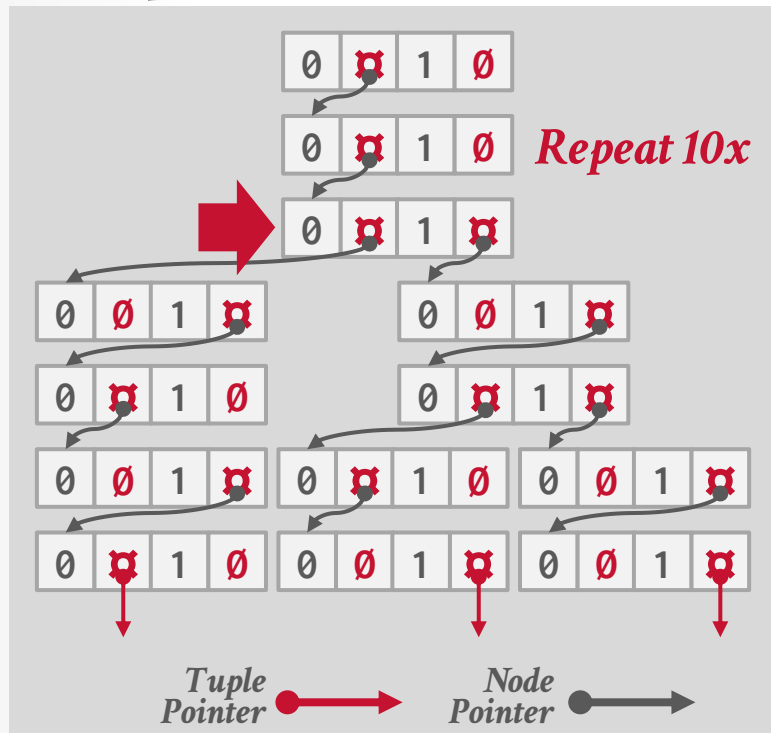 0 ¤ 1 Ø
0 ¤ 1 Ø
Repeat 10x
0 ¤ 1 ¤
0 Ø 1 ¤
0 Ø 1 ¤
0 ¤ 1 Ø
0 ¤ 1 ¤
0 Ø 1 ¤
0 ¤ 1 Ø
0 Ø 1 ¤
0 ¤ 1 Ø
0 Ø 1 ¤
0 Ø 1 ¤
Tuple
Pointer
Node
Pointer